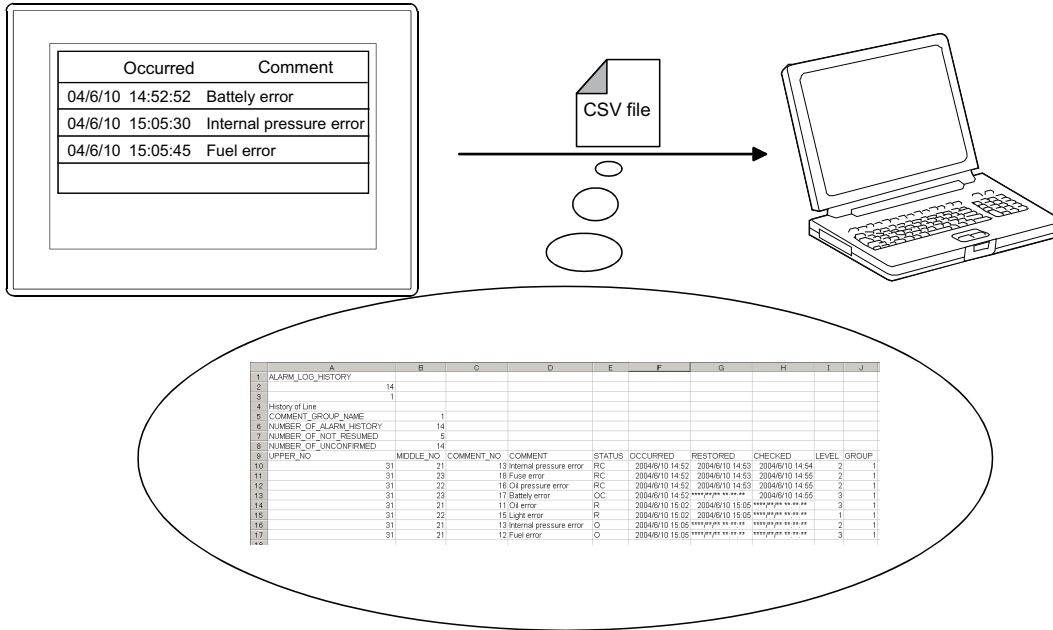 Occurred Comment
04/6/10 14:52:52 Battely error
04/6/10 15:05:30 Internal pressure error
04/6/10 15:05:45 Fuel error
CSV file
A B C D E F G H I J
1 ALARM_LOG_HISTORY
2 14
3 1
4 History of Line
5 COMMENT_GROUP_NAME 1
6 NUMBER_OF_ALARM_HISTORY 14
7 NUMBER_OF_NOT_RESUMED 5
8 NUMBER_OF_UNCONFIRMED 14
9 UPPER_NO MIDDLE_NO COMMENT_NO COMMENT STATUS OCCURRED RESTORED CHECKED LEVEL GROUP
10 31 21 13 Internal pressure error RC 2004/6/10 14:52 2004/6/10 14:53 2004/6/10 14:54 2 1
11 31 23 18 Fuse error RC 2004/6/10 14:52 2004/6/10 14:53 2004/6/10 14:55 2 1
12 31 22 16 Oil pressure error RC 2004/6/10 14:52 2004/6/10 14:53 2004/6/10 14:55 2 1
13 31 23 17 Battely error OC 2004/6/10 14:52 ****/**/** **:**:** 2004/6/10 14:55 3 1
14 31 21 11 Oil error R 2004/6/10 15:02 2004/6/10 15:05 ****/**/** **:**:** 3 1
15 31 22 15 Light error R 2004/6/10 15:02 2004/6/10 15:05 ****/**/** **:**:** 1 1
16 31 21 13 Internal pressure error O 2004/6/10 15:05 ****/**/** **:**:** ****/**/** **:**:** 2 1
17 31 21 12 Fuel error O 2004/6/10 15:05 ****/**/** **:**:** ****/**/** **:**:** 3 1